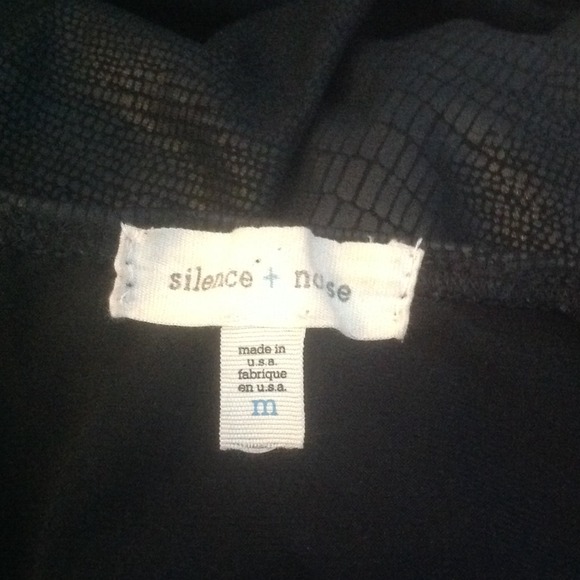 silence + noise
made in
u.s.a.
fabrique
en u.s.a.
m